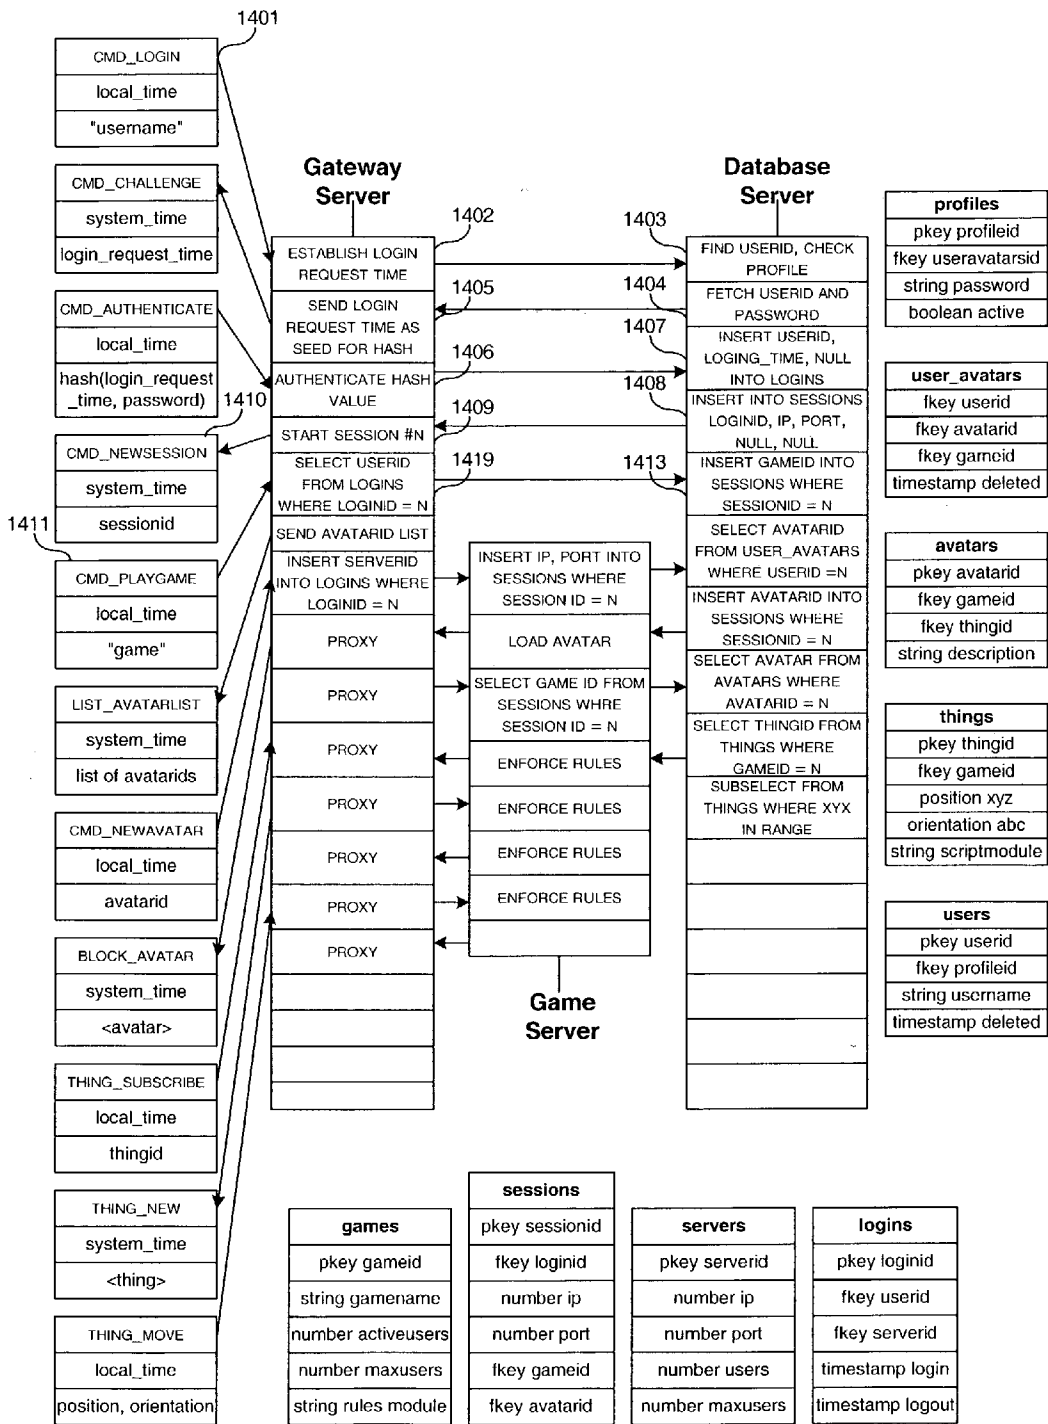 1401
CMD_LOGIN
local_time
"username"
CMD_CHALLENGE
system_time
login_request_time
CMD_AUTHENTICATE
local_time
hash(login_request
_time, password)
1410
CMD_NEWSESSION
system_time
sessionid
1411
CMD_PLAYGAME
local_time
"game"
LIST_AVATARLIST
system_time
list of avatarids
CMD_NEWAVATAR
local_time
avatarid
BLOCK_AVATAR
system_time
<avatar>
THING_SUBSCRIBE
local_time
thingid
THING_NEW
system_time
<thing>
THING_MOVE
local_time
position, orientation
Gateway
Server
1402
ESTABLISH LOGIN
REQUEST TIME
1405
SEND LOGIN
REQUEST TIME AS
SEED FOR HASH
1406
AUTHENTICATE HASH
VALUE
1409
START SESSION #N
1419
SELECT USERID
FROM LOGINS
WHERE LOGINID = N
SEND AVATARID LIST
INSERT SERVERID
INTO LOGINS WHERE
LOGINID = N
PROXY
PROXY
PROXY
PROXY
PROXY
PROXY
PROXY
INSERT IP, PORT INTO
SESSIONS WHERE
SESSION ID = N
LOAD AVATAR
SELECT GAME ID FROM
SESSIONS WHRE
SESSION ID = N
ENFORCE RULES
ENFORCE RULES
ENFORCE RULES
ENFORCE RULES
Game
Server
Database
Server
1403
FIND USERID, CHECK
PROFILE
1404
FETCH USERID AND
PASSWORD
1407
INSERT USERID,
LOGING_TIME, NULL
INTO LOGINS
1408
INSERT INTO SESSIONS
LOGINID, IP, PORT,
NULL, NULL
1413
INSERT GAMEID INTO
SESSIONS WHERE
SESSIONID = N
SELECT AVATARID
FROM USER_AVATARS
WHERE USERID =N
INSERT AVATARID INTO
SESSIONS WHERE
SESSIONID = N
SELECT AVATAR FROM
AVATARS WHERE
AVATARID = N
SELECT THINGID FROM
THINGS WHERE
GAMEID = N
SUBSELECT FROM
THINGS WHERE XYX
IN RANGE
profiles
pkey profileid
fkey useravatarsid
string password
boolean active
user_avatars
fkey userid
fkey avatarid
fkey gameid
timestamp deleted
avatars
pkey avatarid
fkey gameid
fkey thingid
string description
things
pkey thingid
fkey gameid
position xyz
orientation abc
string scriptmodule
users
pkey userid
fkey profileid
string username
timestamp deleted
games
pkey gameid
string gamename
number activeusers
number maxusers
string rules module
sessions
pkey sessionid
fkey loginid
number ip
number port
fkey gameid
fkey avatarid
servers
pkey serverid
number ip
number port
number users
number maxusers
logins
pkey loginid
fkey userid
fkey serverid
timestamp login
timestamp logout